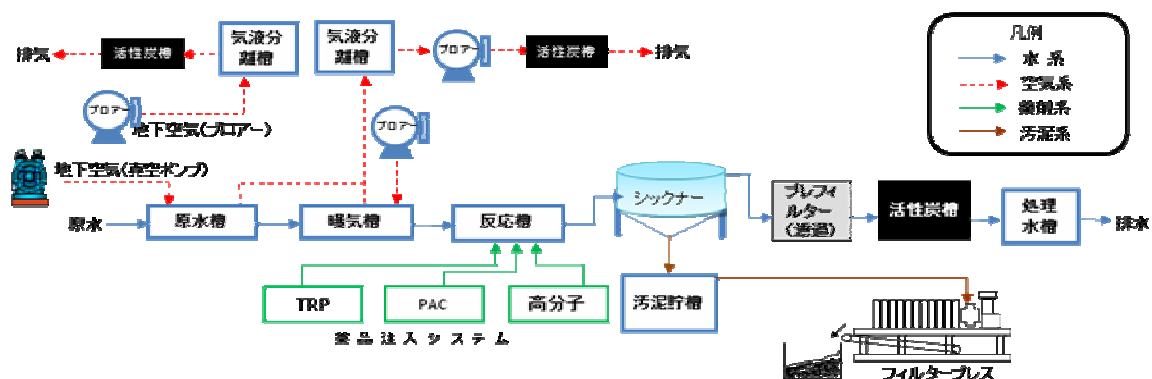 排気
活性炭槽
気液分
離槽
気液分
離槽
ブロアー
活性炭槽
排気
凡例
水 系
空気系
薬剤系
汚泥系
ブロアー
地下空気(ブロアー)
ブロアー
地下空気(真空ポンプ)
原水
原水槽
曝気槽
反応槽
シックナー
プレフィ
ルター
(濾過)
活性炭槽
処理
水槽
排水
TRP
PAC
高分子
汚泥貯槽
薬品注入システム
フィルタープレス